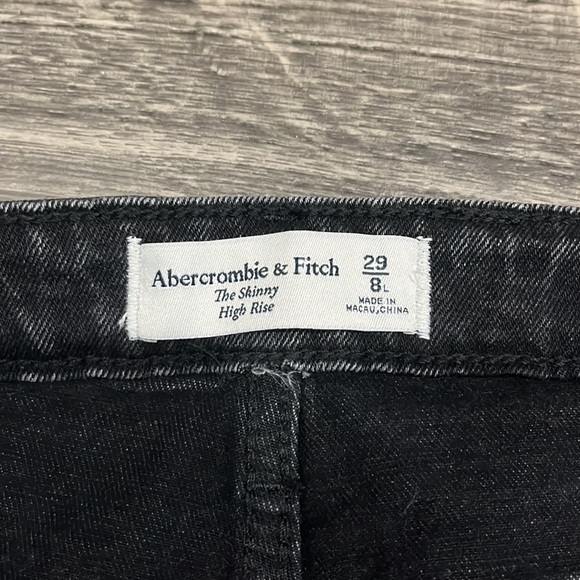 Abercrombie & Fitch
The Skinny
High Rise
29
8L
MADE IN
MACAU,CHINA